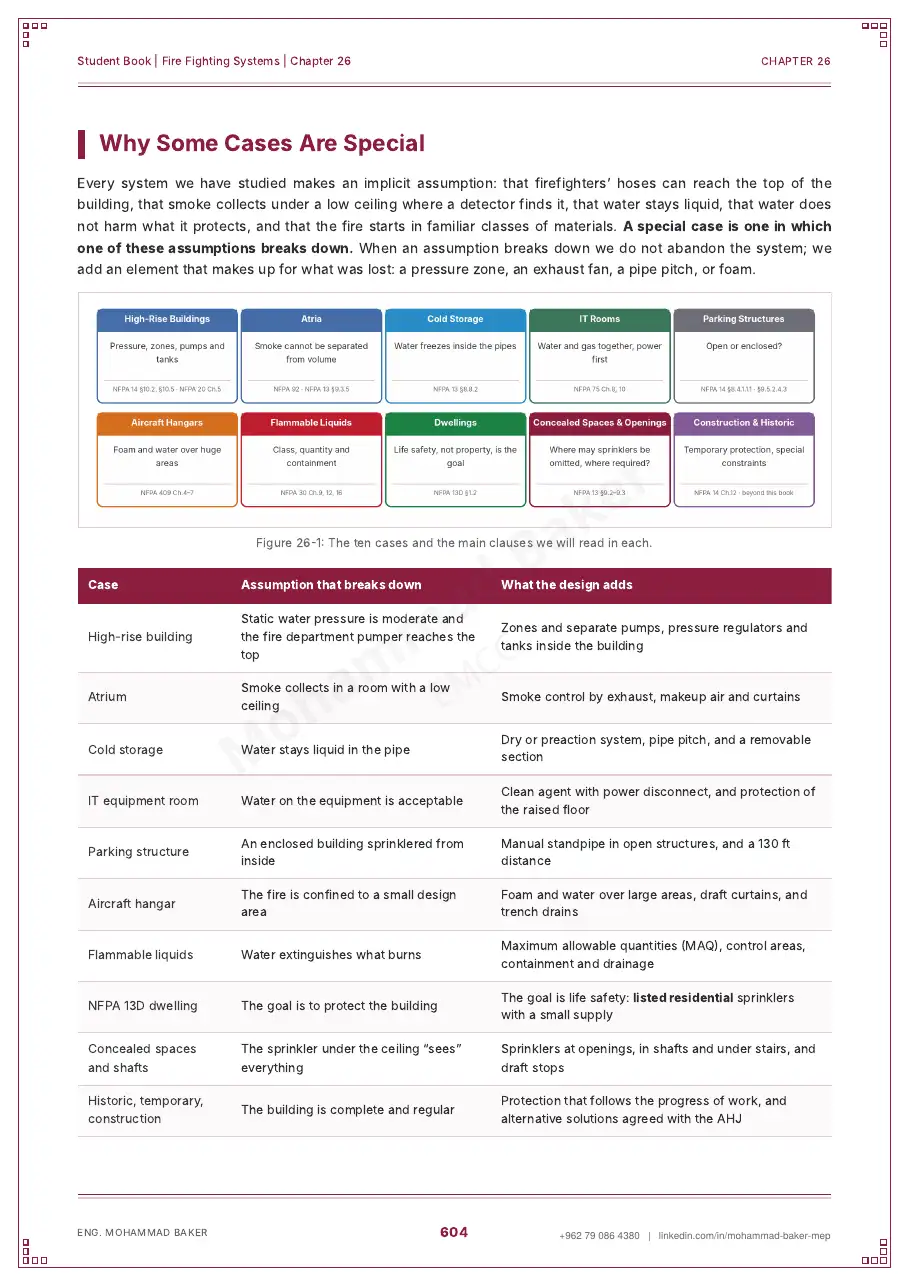 Student Book | Fire Fighting Systems | Chapter 26
CHAPTER 26
Why Some Cases Are Special
Every system we have studied makes an implicit assumption: that firefighters’ hoses can reach the top of the
building, that smoke collects under a low ceiling where a detector finds it, that water stays liquid, that water does
not harm what it protects, and that the fire starts in familiar classes of materials. A special case is one in which
one of these assumptions breaks down. When an assumption breaks down we do not abandon the system; we
add an element that makes up for what was lost: a pressure zone, an exhaust fan, a pipe pitch, or foam.
High-Rise Buildings
Pressure, zones, pumps and
tanks
NFPA 14 §10.2, §10.5 · NFPA 20 Ch.5
Atria
Smoke cannot be separated
from volume
NFPA 92 · NFPA 13 §9.3.5
Cold Storage
Water freezes inside the pipes
NFPA 13 §8.8.2
IT Rooms
Water and gas together, power
first
NFPA 75 Ch.8, 10
Parking Structures
Open or enclosed?
NFPA 14 §8.4.1.1.1 · §9.5.2.4.3
Aircraft Hangars
Foam and water over huge
areas
NFPA 409 Ch.4–7
Flammable Liquids
Class, quantity and
containment
NFPA 30 Ch.9, 12, 16
Dwellings
Life safety, not property, is the
goal
NFPA 13D §1.2
Concealed Spaces & Openings
Where may sprinklers be
omitted, where required?
NFPA 13 §9.2–9.3
Construction & Historic
Temporary protection, special
constraints
NFPA 14 Ch.12 · beyond this book
Figure 26-1: The ten cases and the main clauses we will read in each.
Case
Assumption that breaks down
What the design adds
High-rise building
Static water pressure is moderate and
the fire department pumper reaches the
top
Zones and separate pumps, pressure regulators and
tanks inside the building
Atrium
Smoke collects in a room with a low
ceiling
Smoke control by exhaust, makeup air and curtains
Cold storage
Water stays liquid in the pipe
Dry or preaction system, pipe pitch, and a removable
section
IT equipment room
Water on the equipment is acceptable
Clean agent with power disconnect, and protection of
the raised floor
Parking structure
An enclosed building sprinklered from
inside
Manual standpipe in open structures, and a 130 ft
distance
Aircraft hangar
The fire is confined to a small design
area
Foam and water over large areas, draft curtains, and
trench drains
Flammable liquids
Water extinguishes what burns
Maximum allowable quantities (MAQ), control areas,
containment and drainage
NFPA 13D dwelling
The goal is to protect the building
The goal is life safety: listed residential sprinklers
with a small supply
Concealed spaces
and shafts
The sprinkler under the ceiling “sees”
everything
Sprinklers at openings, in shafts and under stairs, and
draft stops
Historic, temporary,
construction
The building is complete and regular
Protection that follows the progress of work, and
alternative solutions agreed with the AHJ
Mohammad Baker
ENG. MOHAMMAD BAKER
604
+962 79 086 4380 | linkedin.com/in/mohammad-baker-mep